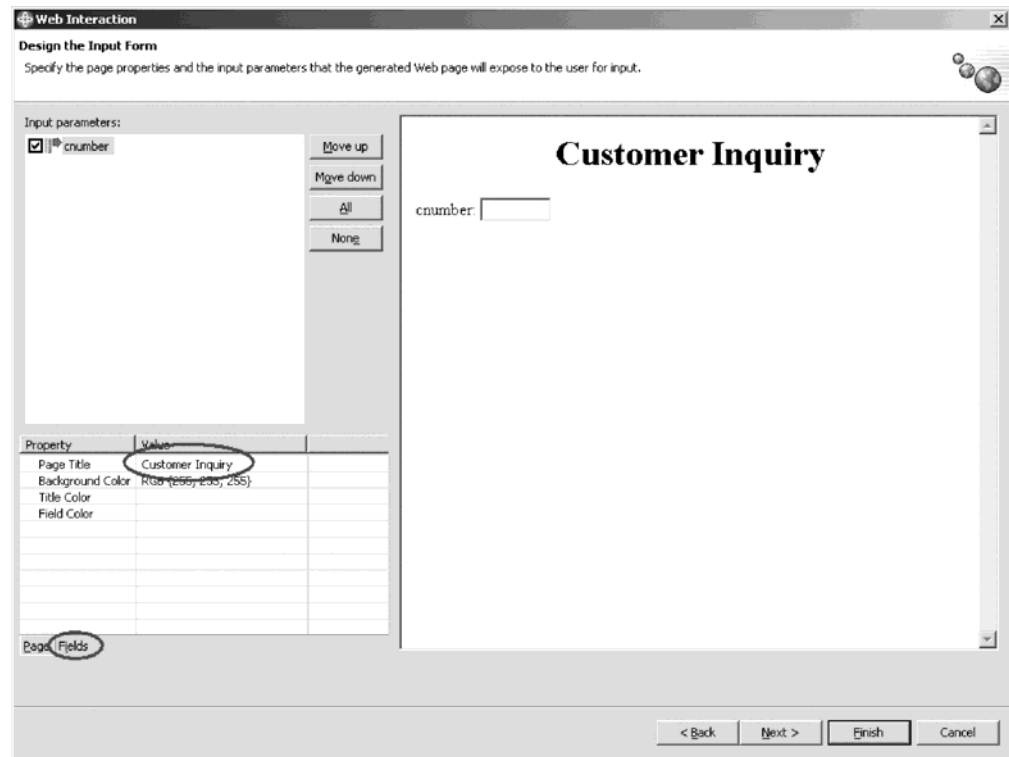 Web Interaction
Design the Input Form
Specify the page properties and the input parameters that the generated Web page will expose to the user for input.
Input parameters:
cnumber
Move up
Move down
All
None
Customer Inquiry
cnumber:
Property Value
Page Title Customer Inquiry
Background Color RGB {255, 255, 255}
Title Color
Field Color
Page Fields
< Back Next > Finish Cancel